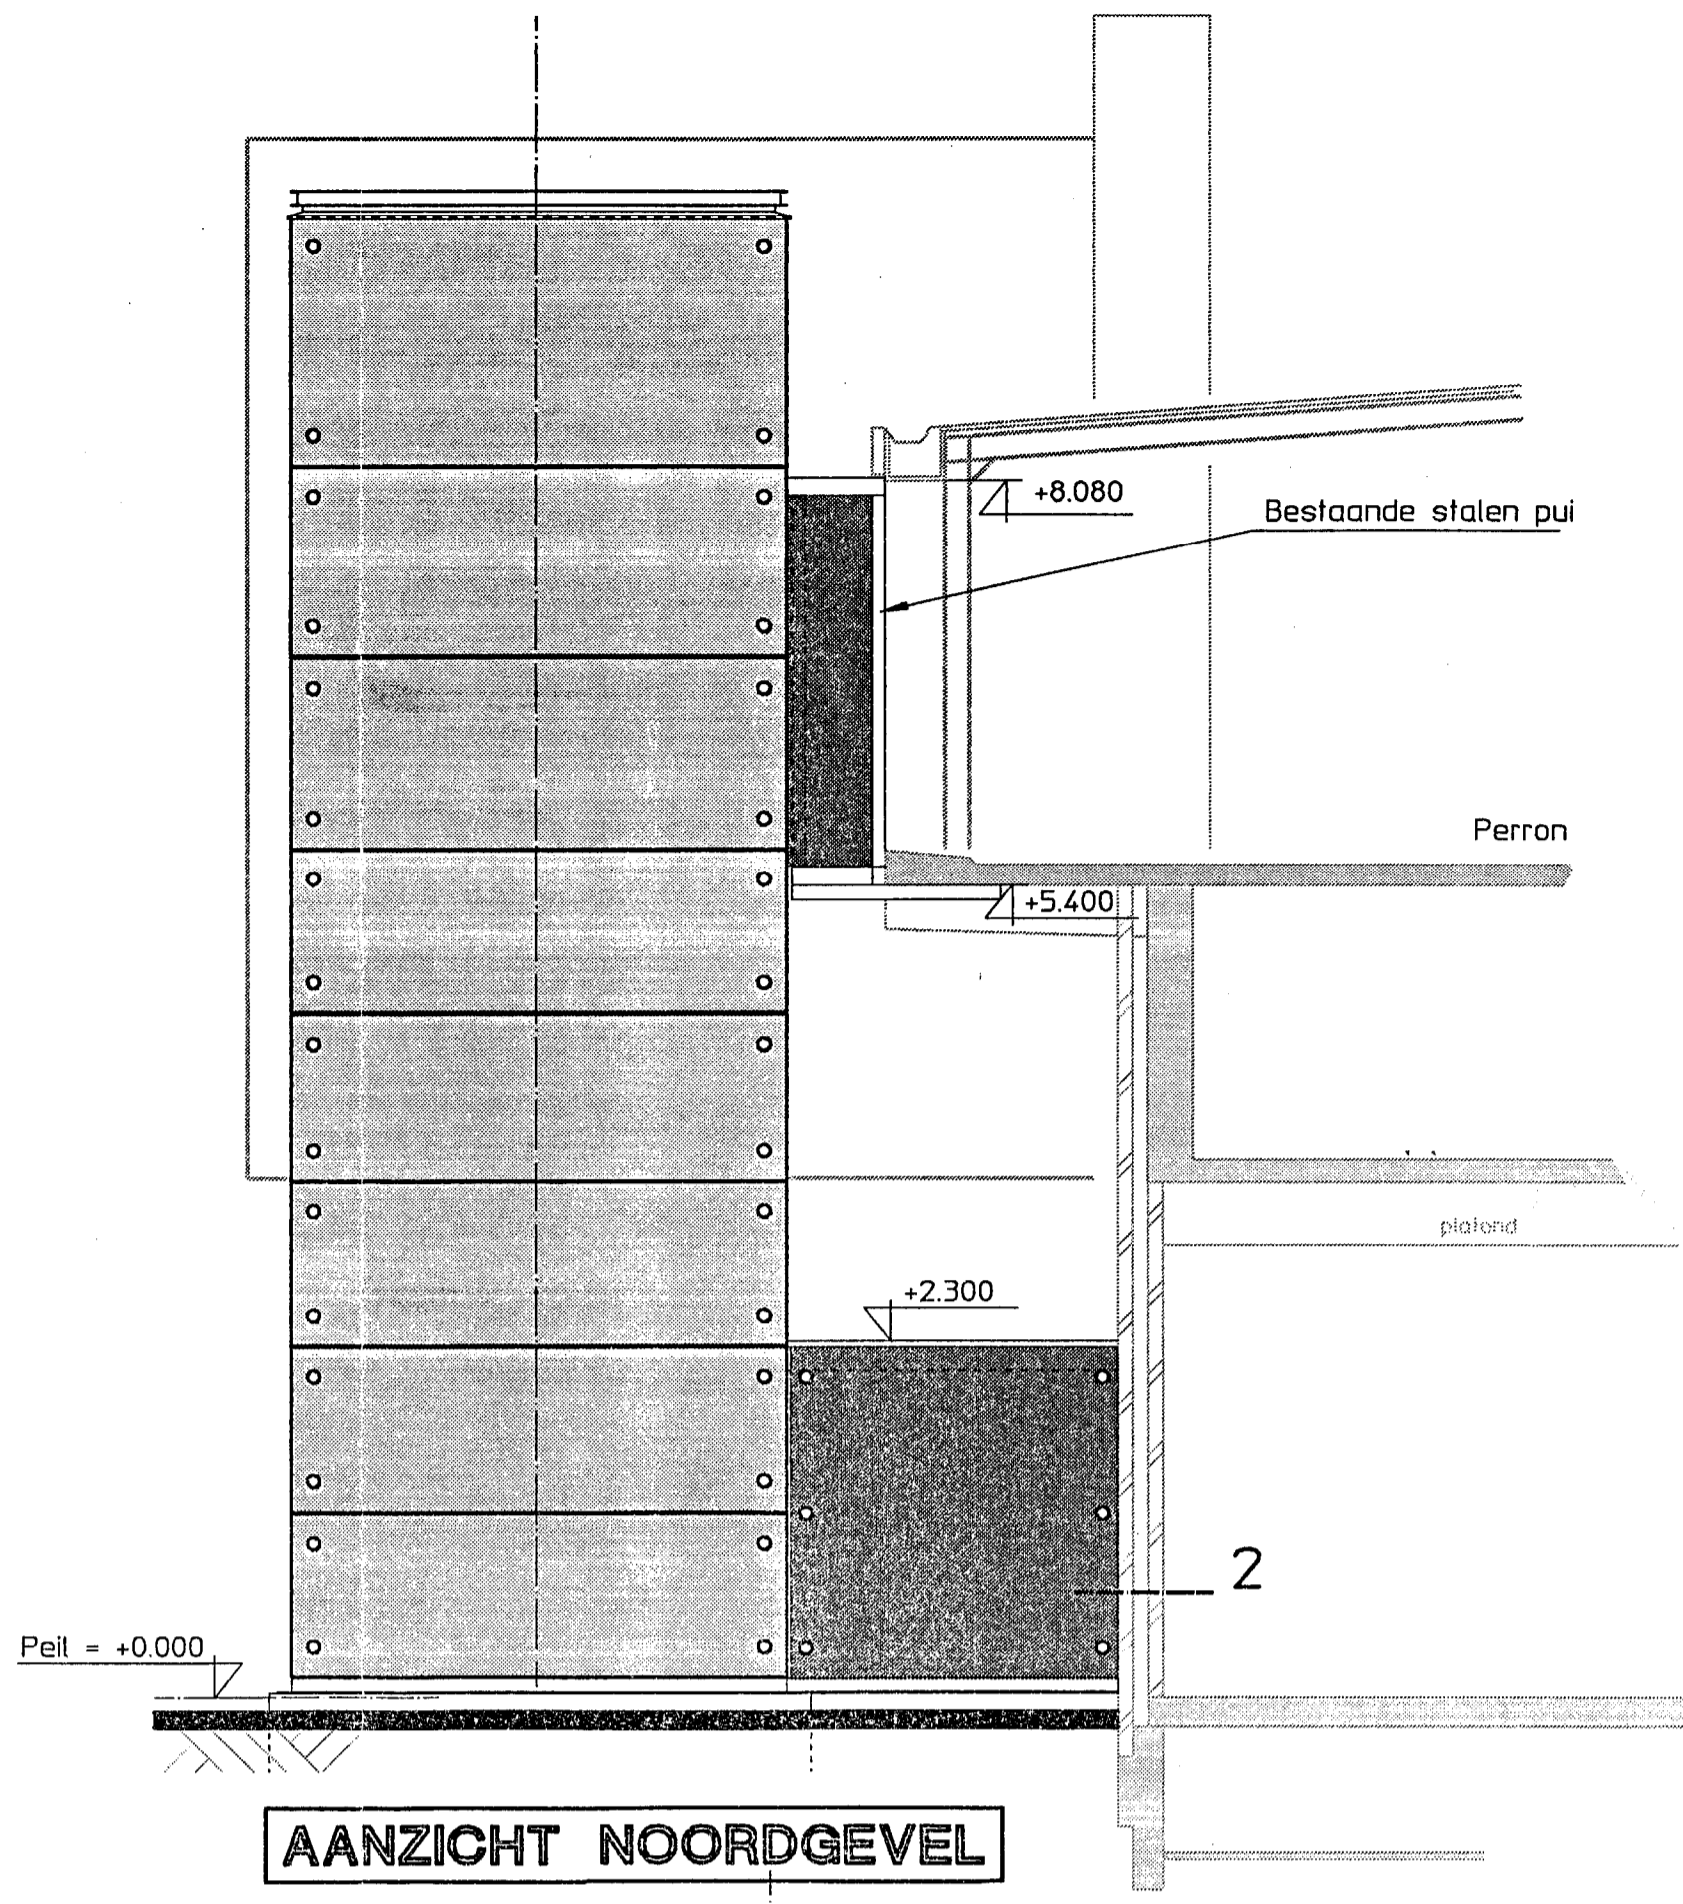 +8.080
Bestaande stalen pui
Perron
+5.400
plafond
+2.300
2
Peil = +0.000
AANZICHT NOORDGEVEL